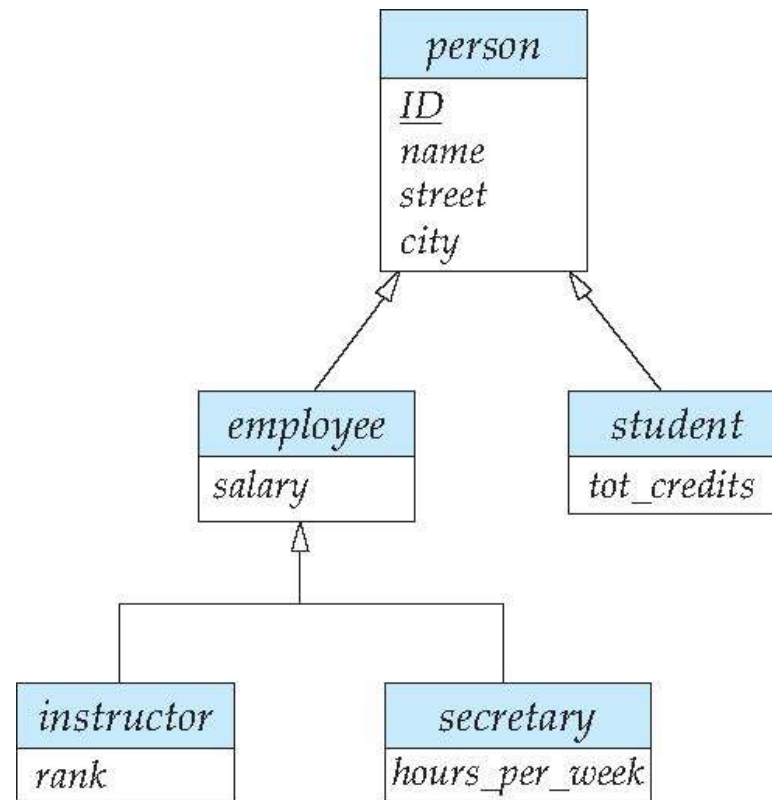 person
ID
name
street
city
employee
salary
student
tot_credits
instructor
rank
secretary
hours_per_week